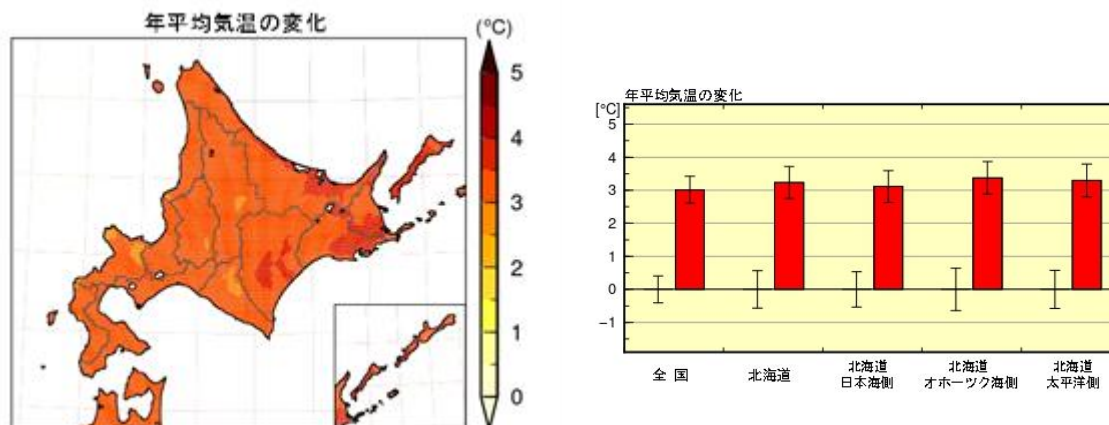 年平均気温の変化
(°C)
5
4
3
2
1
0
年平均気温の変化
[°C]
5
4
3
2
1
0
−1
全 国
北海道
北海道
日本海側
北海道
オホーツク海側
北海道
太平洋側